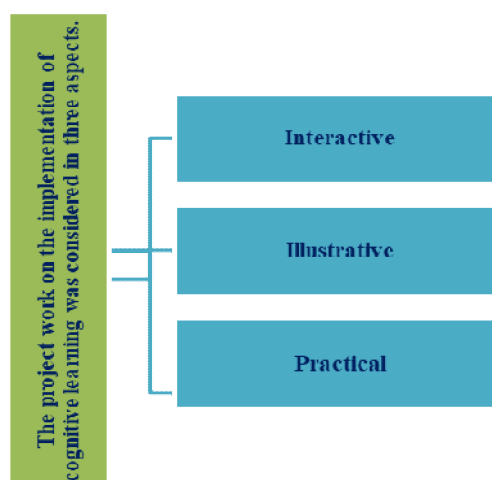 The project work on the implementation of
cognitive learning was considered in three aspects.
Interactive
Illustrative
Practical